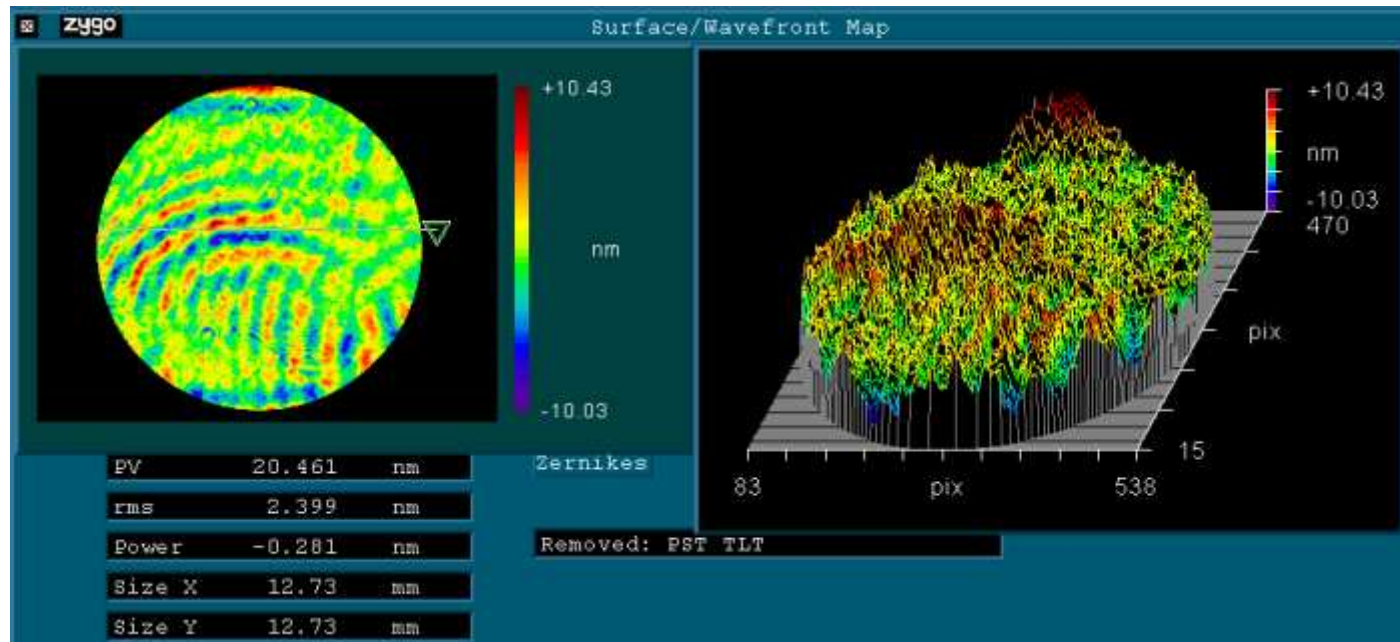 zygo Surface/Wavefront Map
+10.43
nm
-10.03
+10.43
nm
-10.03
470
pix
15
83 pix 538
PV 20.461 nm
rms 2.399 nm
Power -0.281 nm
Size X 12.73 mm
Size Y 12.73 mm
Zernikes
Removed: PST TLT